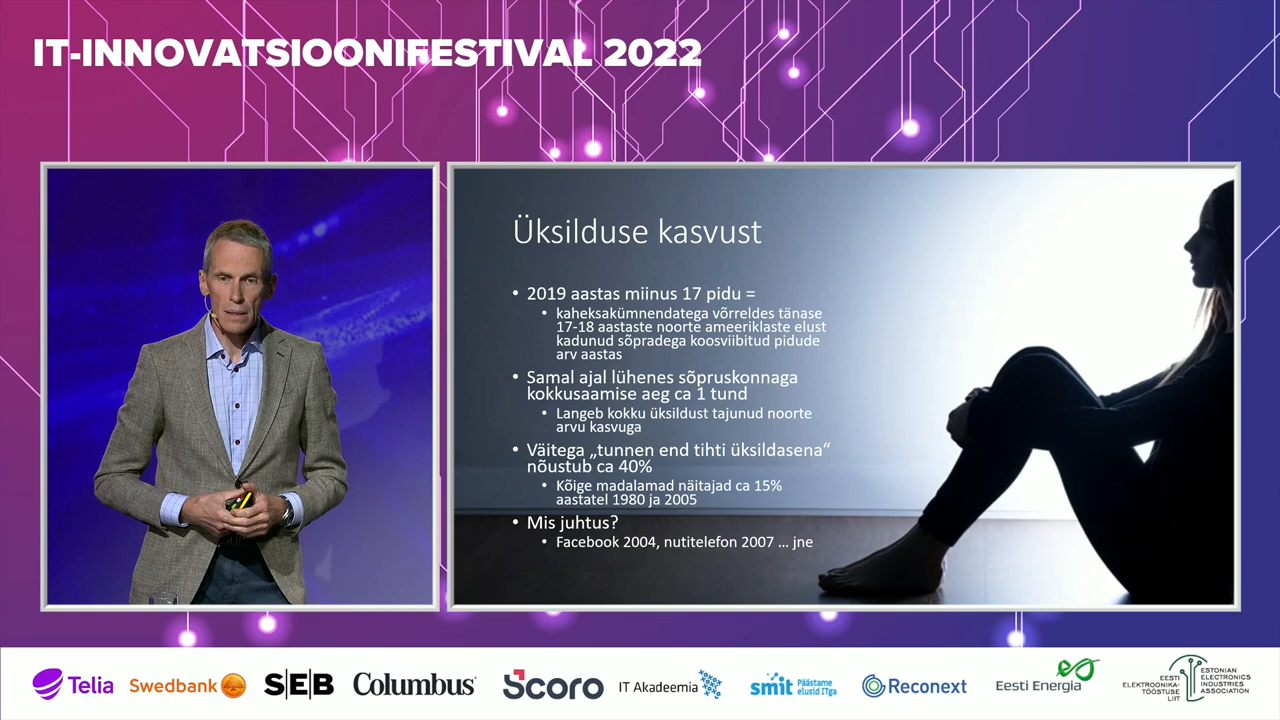 IT-INNOVATSIOONIFESTIVAL 2022
Üksilduse kasvust
• 2019 aastas miinus 17 pidu =
• kaheksakümnendatega võrreldes tänase
17-18 aastaste noorte ameeriklaste elust
kadunud sõpradega koosviibitud pidude
arv aastas
• Samal ajal lühenes sõpruskonnaga
kokkusaamise aeg ca 1 tund
• Langeb kokku üksildust tajunud noorte
arvu kasvuga
• Väitega „tunnen end tihti üksildasena“
nõustub ca 40%
• Kõige madalamad näitajad ca 15%
aastatel 1980 ja 2005
• Mis juhtus?
• Facebook 2004, nutitelefon 2007 ... jne
Telia
Swedbank
S|E|B
Columbus
Scoro
IT Akadeemia
smit
Päästame
elusid ITga
Reconext
Eesti Energia
EESTI
ELEKTROONIKA-
TÖÖSTUSE
LIIT
ESTONIAN
ELECTRONICS
INDUSTRIES
ASSOCIATION